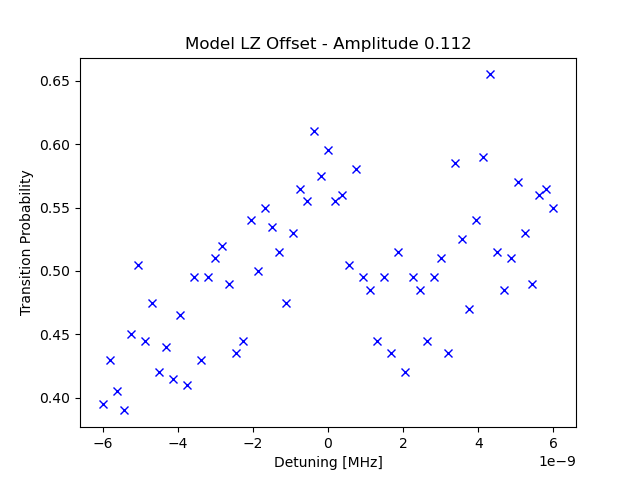 Model LZ Offset - Amplitude 0.112
Transition Probability
0.65
0.60
0.55
0.50
0.45
0.40
−6 −4 −2 0 2 4 6
1e−9
Detuning [MHz]